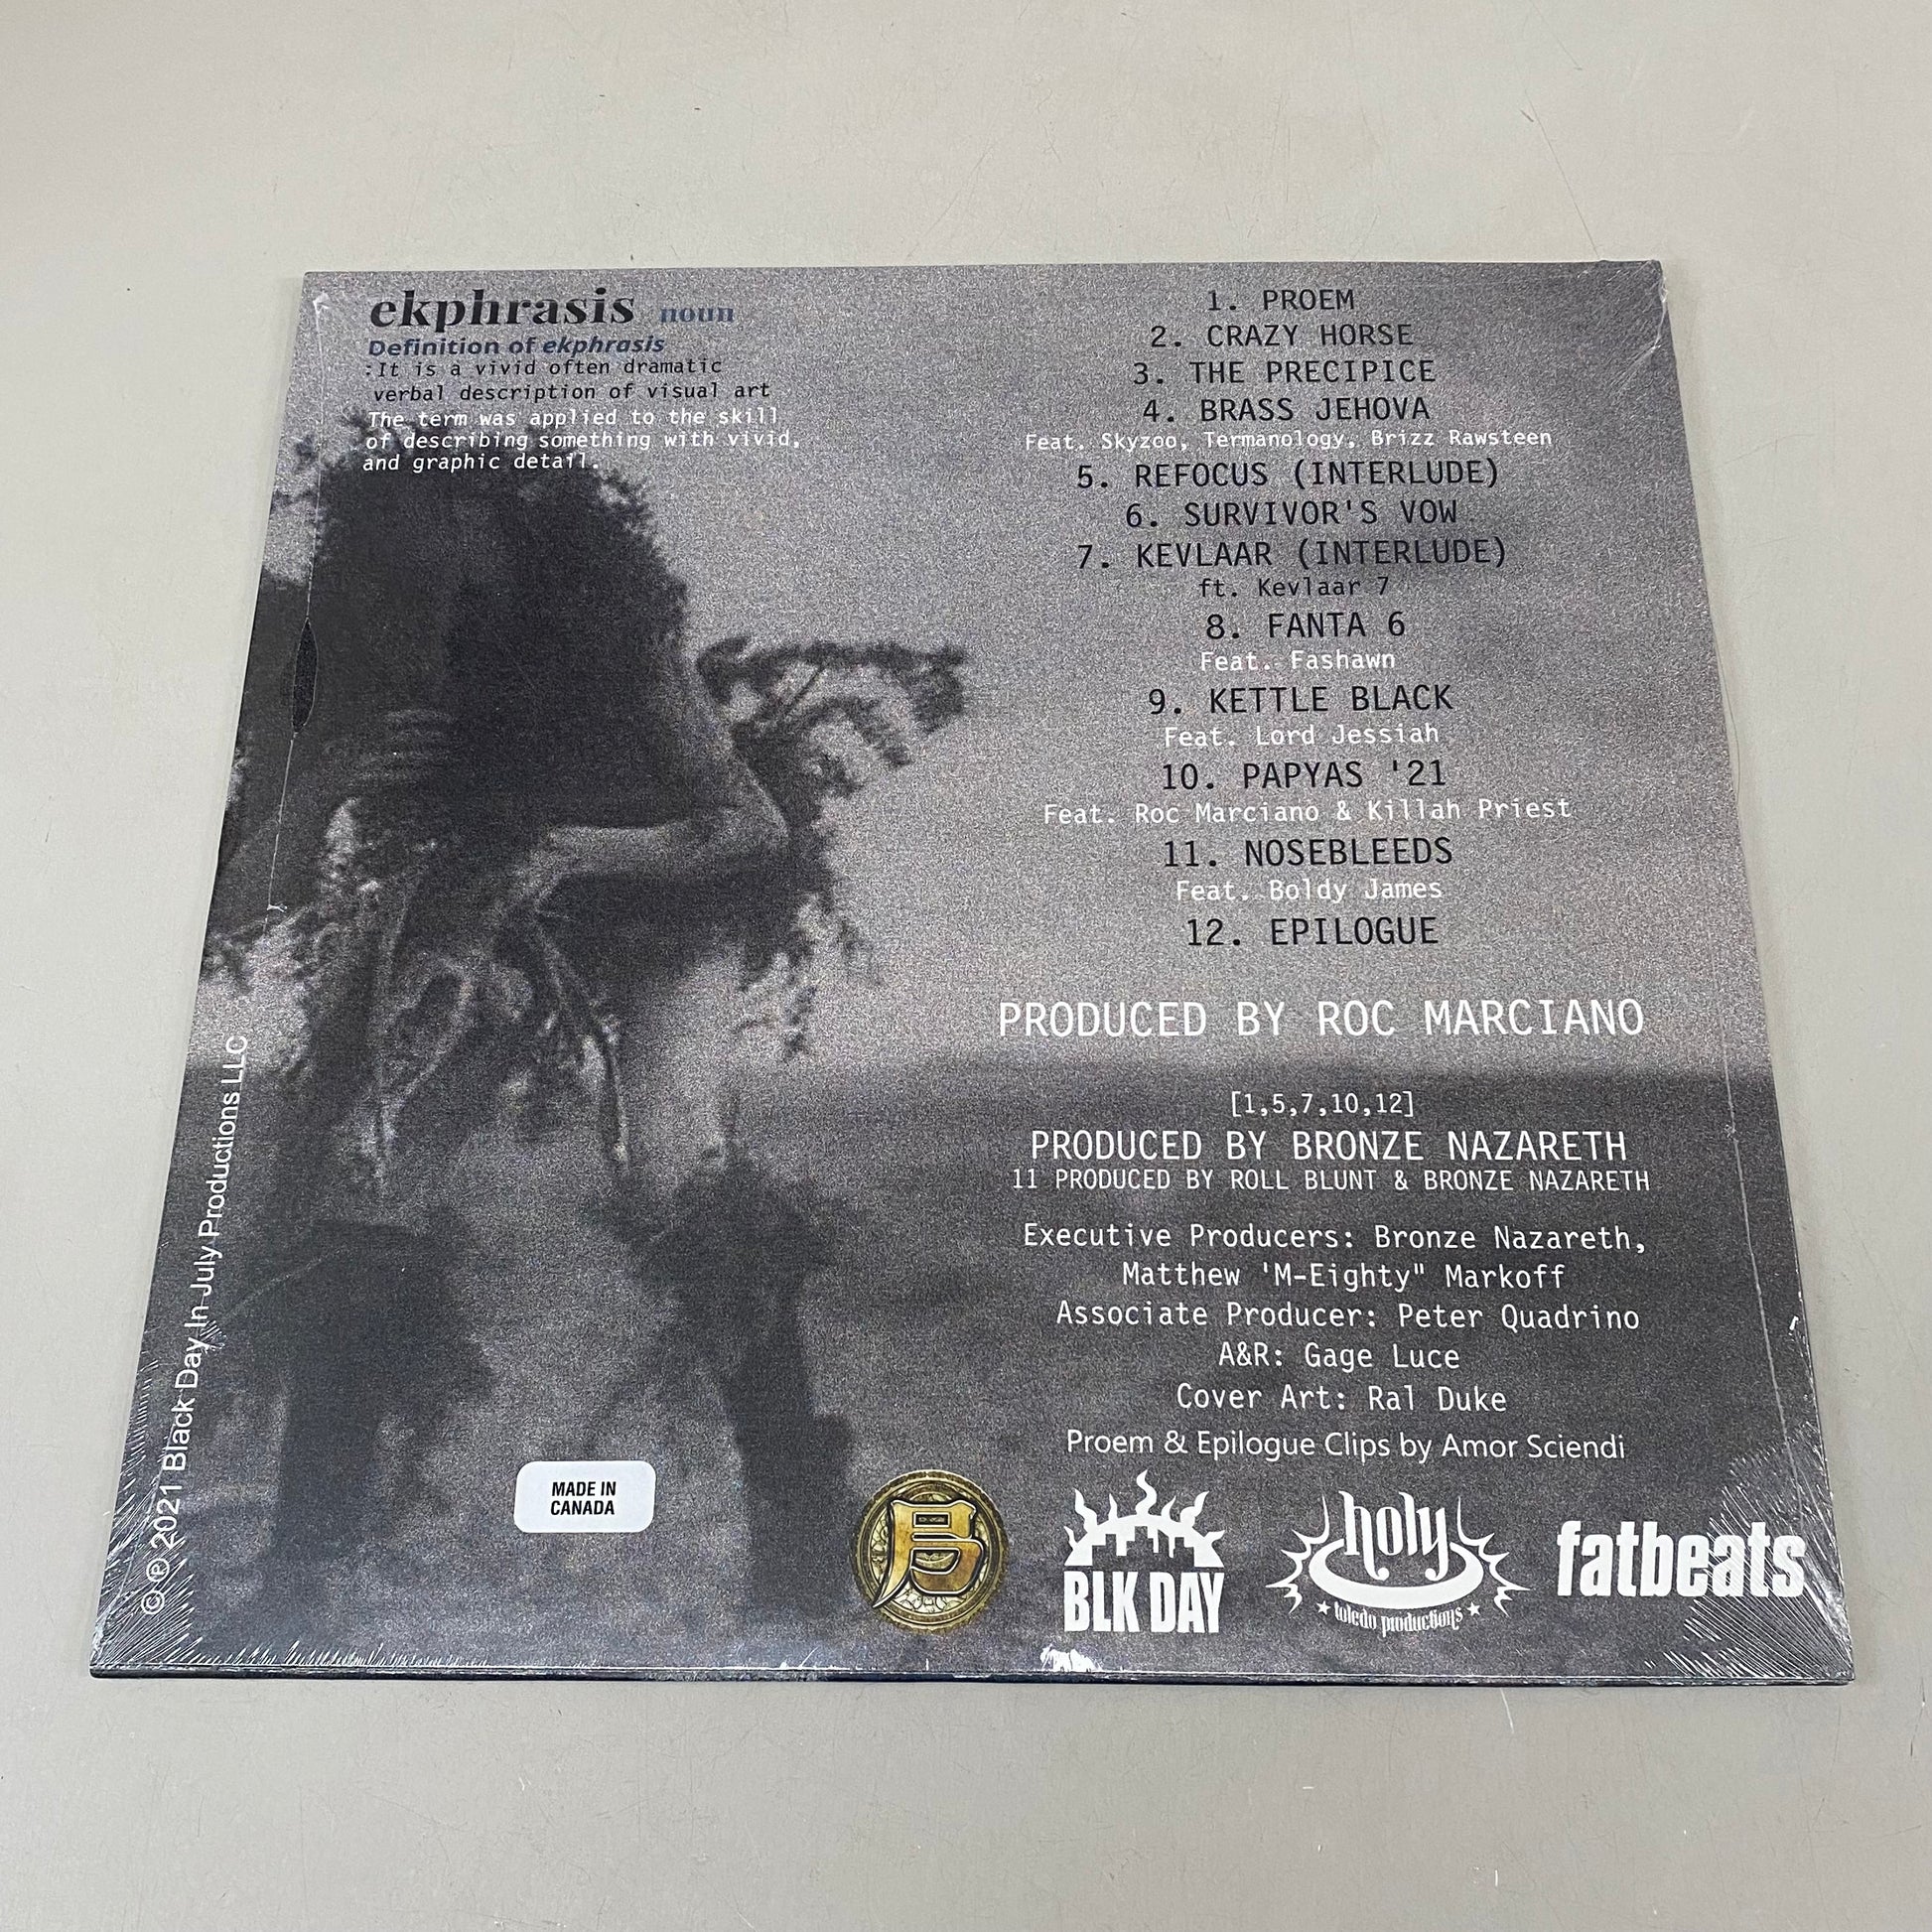 ekphrasis noun
Definition of ekphrasis
:It is a vivid often dramatic
verbal description of visual art
The term was applied to the skill
of describing something with vivid,
and graphic detail.
1. PROEM
2. CRAZY HORSE
3. THE PRECIPICE
4. BRASS JEHOVA
Feat. Skyzoo, Termanology, Brizz Rawsteen
5. REFOCUS (INTERLUDE)
6. SURVIVOR'S VOW
7. KEVLAAR (INTERLUDE)
ft. Kevlaar 7
8. FANTA 6
Feat. Fashawn
9. KETTLE BLACK
Feat. Lord Jessiah
10. PAPYAS '21
Feat. Roc Marciano & Killah Priest
11. NOSEBLEEDS
Feat. Boldy James
12. EPILOGUE
PRODUCED BY ROC MARCIANO
[1,5,7,10,12]
PRODUCED BY BRONZE NAZARETH
11 PRODUCED BY ROLL BLUNT & BRONZE NAZARETH
Executive Producers: Bronze Nazareth,
Matthew 'M-Eighty" Markoff
Associate Producer: Peter Quadrino
A&R: Gage Luce
Cover Art: Ral Duke
Proem & Epilogue Clips by Amor Sciendi
© ℗ 2021 Black Day In July Productions LLC
MADE IN
CANADA
B
BLK DAY
holy
toledo productions
fatbeats